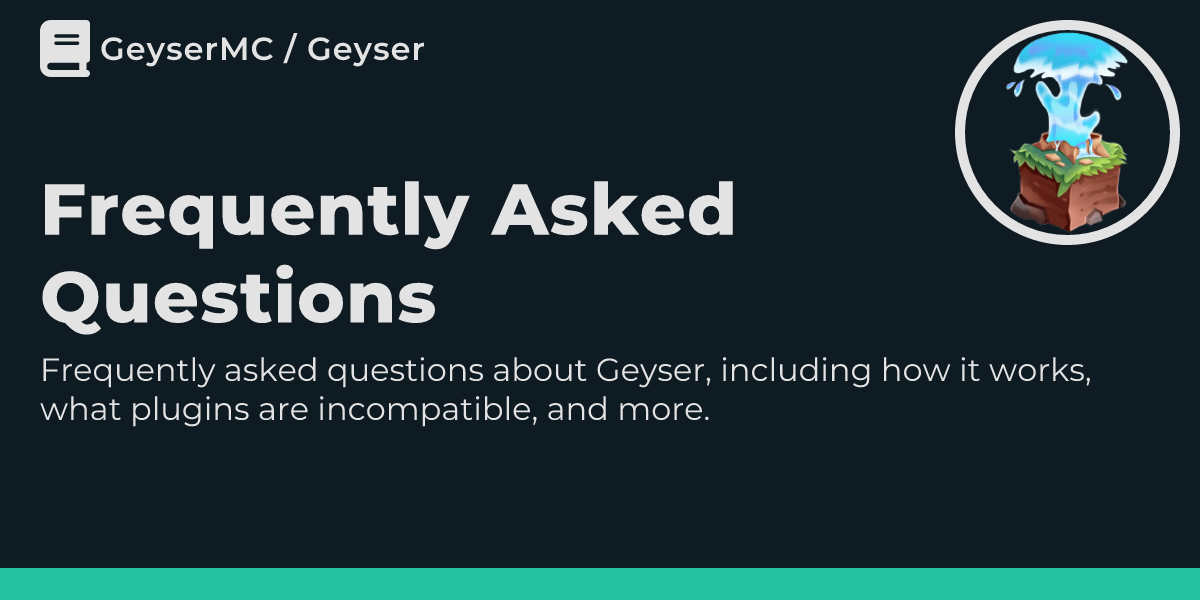 GeyserMC / Geyser
Frequently Asked
Questions
Frequently asked questions about Geyser, including how it works,
what plugins are incompatible, and more.